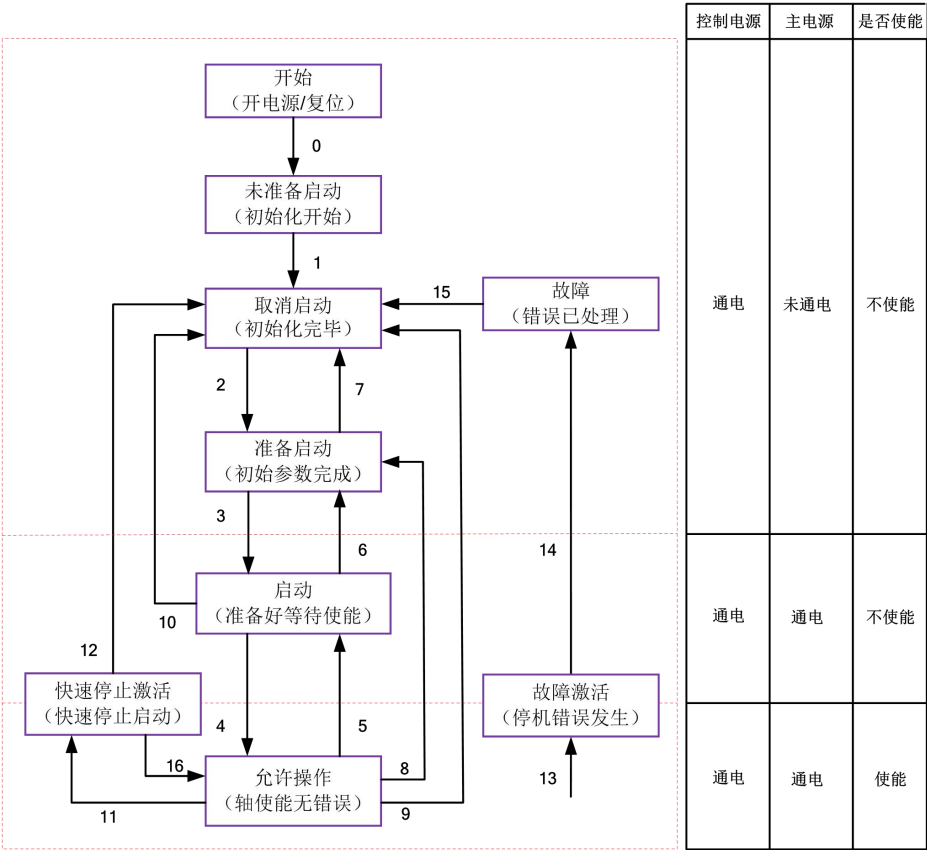 控制电源 主电源 是否使能
开始
（开电源/复位）
0
未准备启动
（初始化开始）
1
取消启动
（初始化完毕）
15
故障
（错误已处理）
通电 未通电 不使能
2
7
准备启动
（初始参数完成）
3
6
14
启动
（准备好等待使能）
10
通电 通电 不使能
12
快速停止激活
（快速停止启动）
4
5
故障激活
（停机错误发生）
16
允许操作
（轴使能无错误）
8
13
11
9
通电 通电 使能